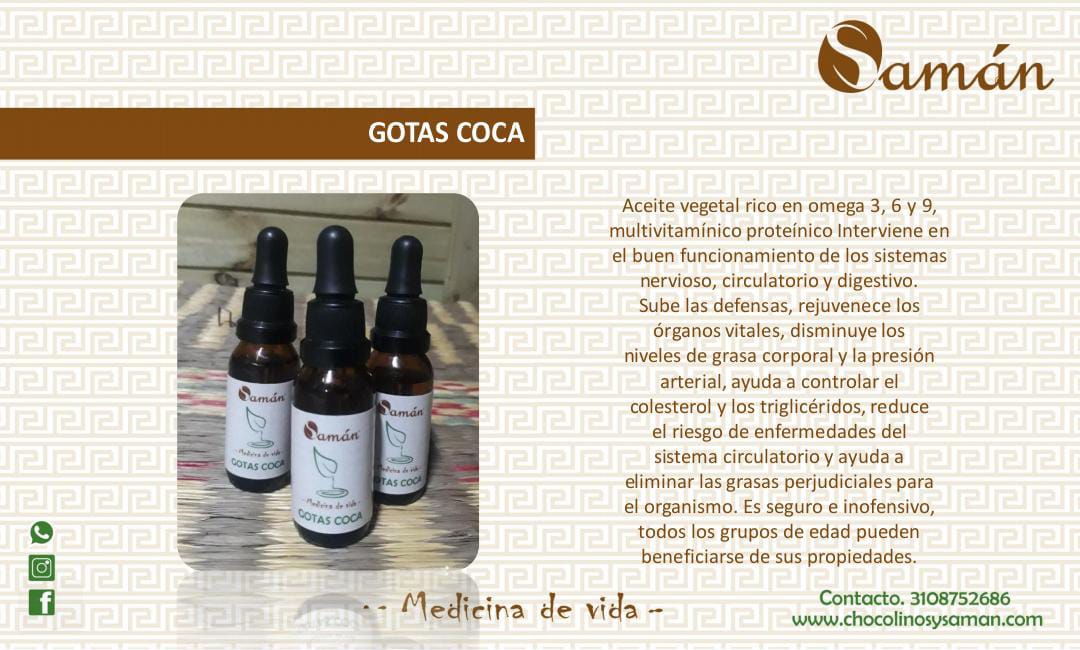 Samán
GOTAS COCA
Aceite vegetal rico en omega 3, 6 y 9,
multivitamínico proteínico Interviene en
el buen funcionamiento de los sistemas
nervioso, circulatorio y digestivo.
Sube las defensas, rejuvenece los
órganos vitales, disminuye los
niveles de grasa corporal y la presión
arterial, ayuda a controlar el
colesterol y los triglicéridos, reduce
el riesgo de enfermedades del
sistema circulatorio y ayuda a
eliminar las grasas perjudiciales para
el organismo. Es seguro e inofensivo,
todos los grupos de edad pueden
beneficiarse de sus propiedades.
Samán
- Medicina de vida -
GOTAS COCA
Samán
- Medicina de vida -
GOTAS COCA
Samán
- Medicina de vida -
OTAS COCA
-- Medicina de vida -
Contacto. 3108752686
www.chocolinosysaman.com